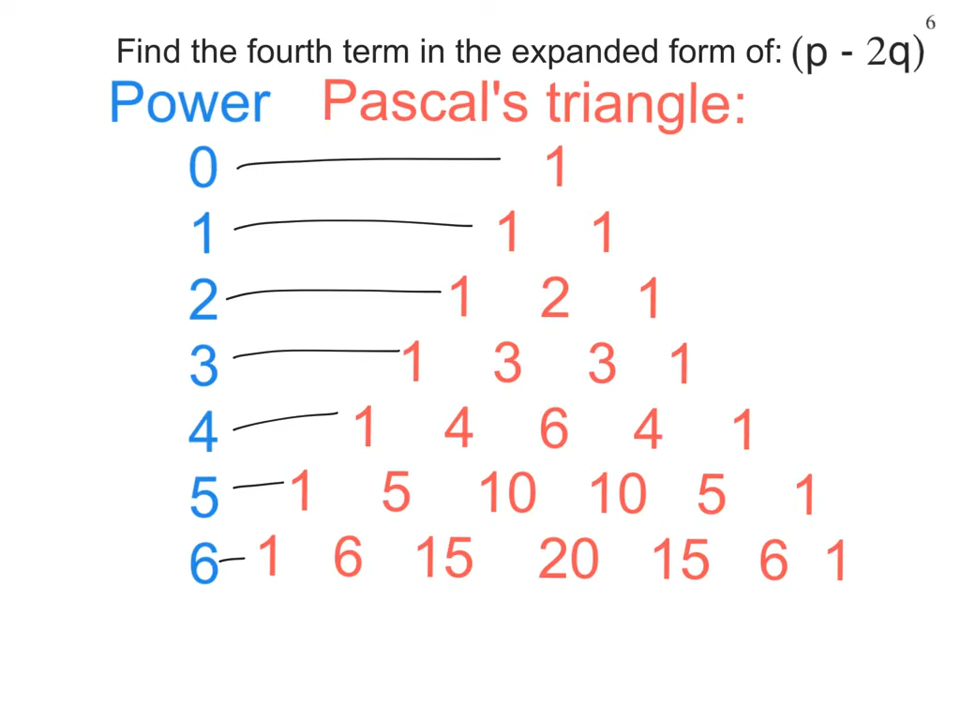 Find the fourth term in the expanded form of: (p - 2q)⁶
Power Pascal's triangle:
0 1
1 1 1
2 1 2 1
3 1 3 3 1
4 1 4 6 4 1
5 1 5 10 10 5 1
6 1 6 15 20 15 6 1